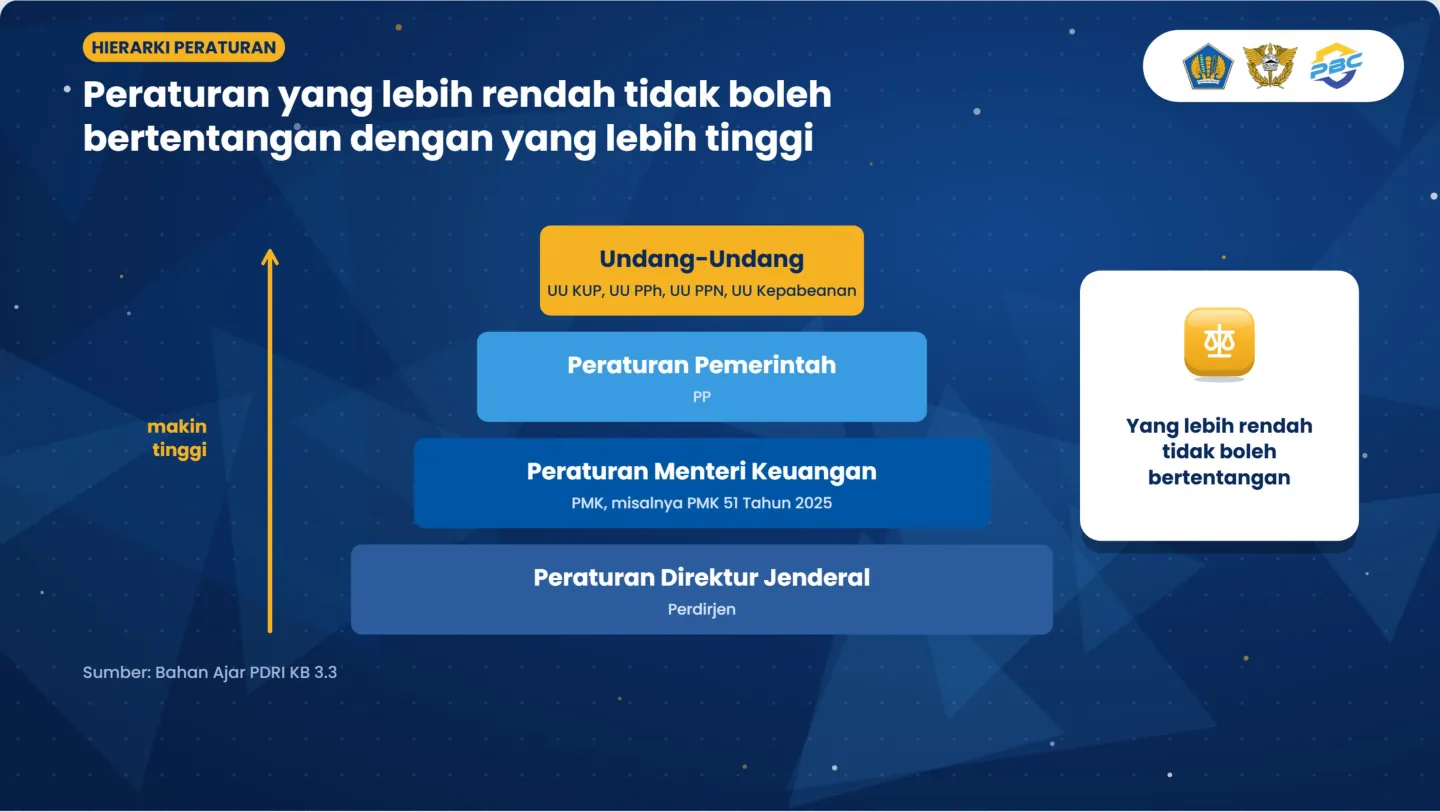 HIERARKI PERATURAN
Peraturan yang lebih rendah tidak boleh
bertentangan dengan yang lebih tinggi
PBC
Undang-Undang
UU KUP, UU PPh, UU PPN, UU Kepabeanan
Peraturan Pemerintah
PP
makin
tinggi
Peraturan Menteri Keuangan
PMK, misalnya PMK 51 Tahun 2025
Peraturan Direktur Jenderal
Perdirjen
Yang lebih rendah
tidak boleh
bertentangan
Sumber: Bahan Ajar PDRI KB 3.3